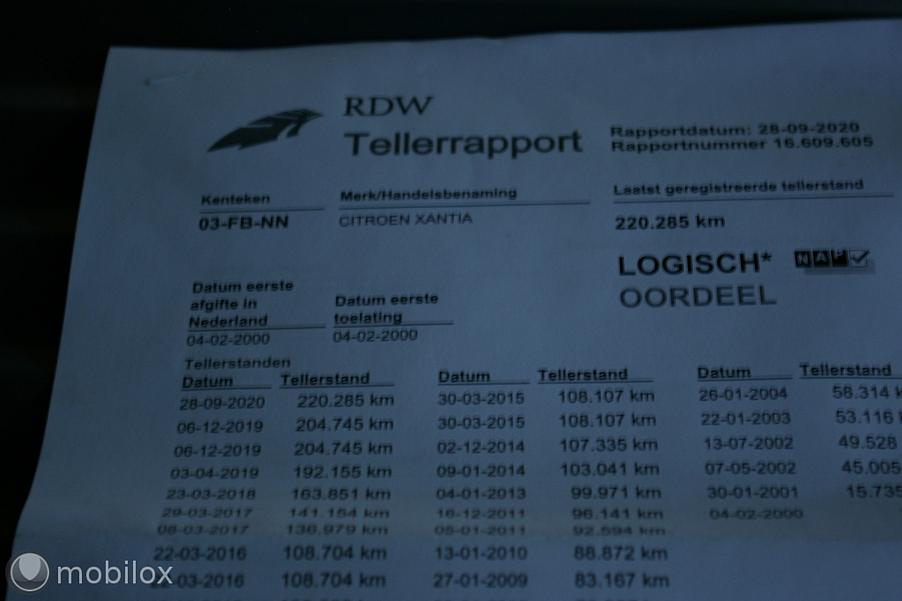 RDW
Tellerrapport
Rapportdatum: 28-09-2020
Rapportnummer 16.609.605
Kenteken Merk/Handelsbenaming Laatst geregistreerde tellerstand
03-FB-NN CITROEN XANTIA 220.285 km
LOGISCH* NAP
OORDEEL
Datum eerste
afgifte in
Nederland
04-02-2000
Datum eerste
toelating
04-02-2000
Tellerstanden
Datum Tellerstand Datum Tellerstand Datum Tellerstand
28-09-2020 220.285 km 30-03-2015 108.107 km 26-01-2004 58.314 k
06-12-2019 204.745 km 30-03-2015 108.107 km 22-01-2003 53.116
06-12-2019 204.745 km 02-12-2014 107.335 km 13-07-2002 49.528
03-04-2019 192.155 km 09-01-2014 103.041 km 07-05-2002 45.005
23-03-2018 163.851 km 04-01-2013 99.971 km 30-01-2001 15.735
29-03-2017 141.154 km 16-12-2011 96.141 km 04-02-2000
08-03-2017 136.979 km 05-01-2011 92.594 km
22-03-2016 108.704 km 13-01-2010 88.872 km
22-03-2016 108.704 km 27-01-2009 83.167 km
mobilox